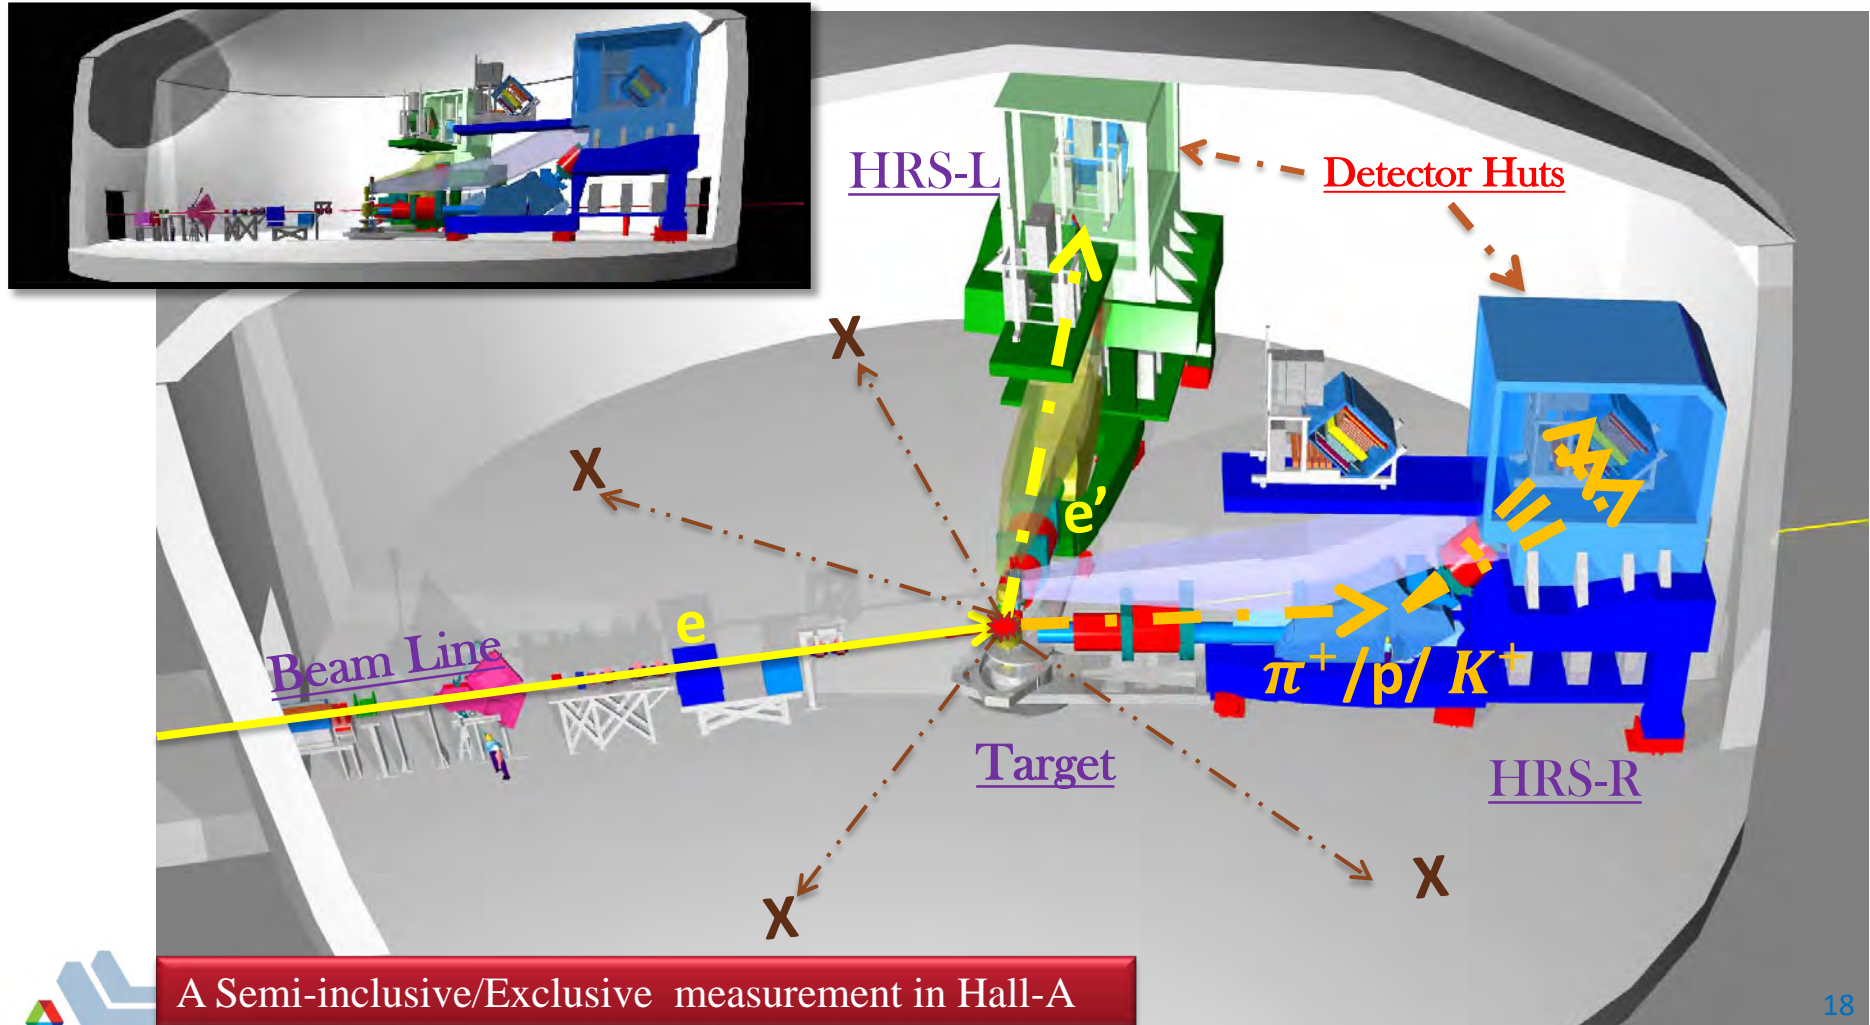 HRS-L
Detector Huts
X
X
e'
e
Beam Line
π⁺/p/ K⁺
Target
HRS-R
X
X
A Semi-inclusive/Exclusive measurement in Hall-A
18